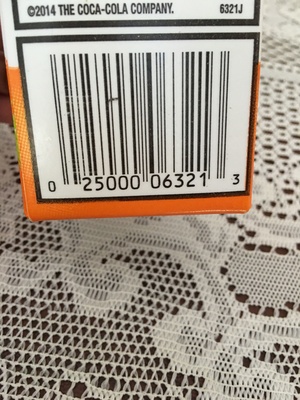 ©2014 THE COCA-COLA COMPANY. 6321J
0 25000 06321 3